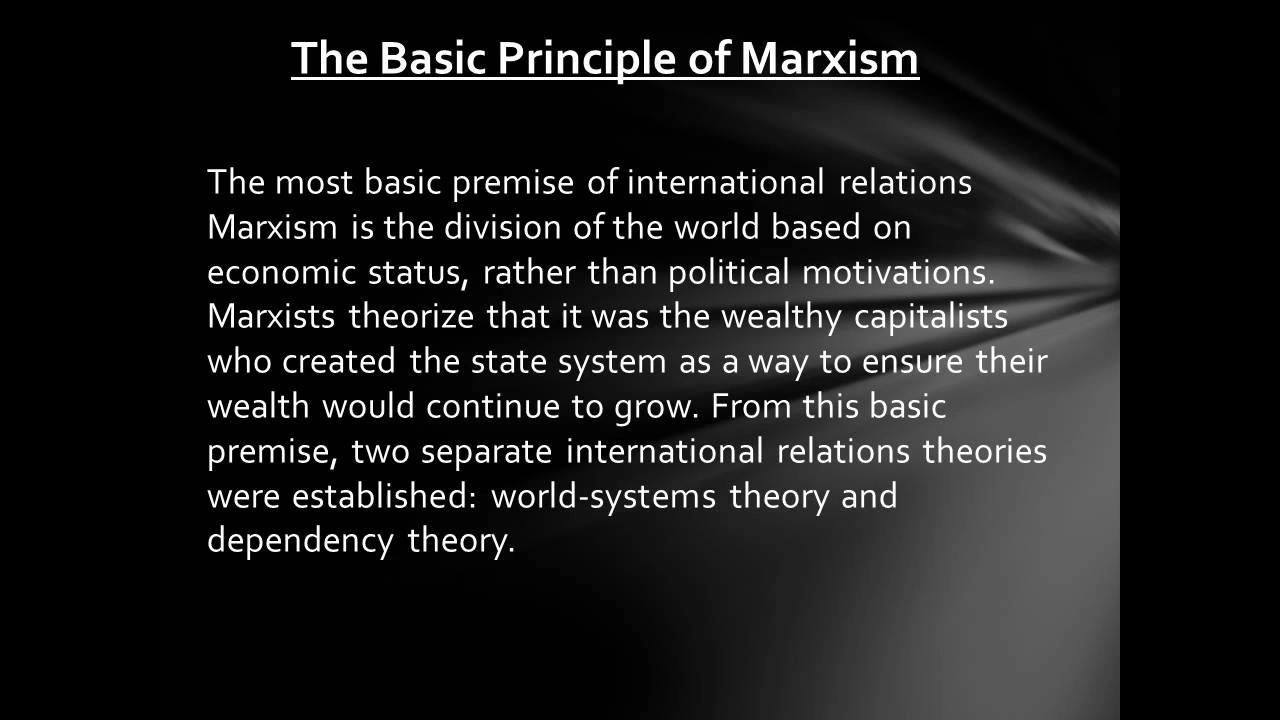 The Basic Principle of Marxism
The most basic premise of international relations
Marxism is the division of the world based on
economic status, rather than political motivations.
Marxists theorize that it was the wealthy capitalists
who created the state system as a way to ensure their
wealth would continue to grow. From this basic
premise, two separate international relations theories
were established: world-systems theory and
dependency theory.